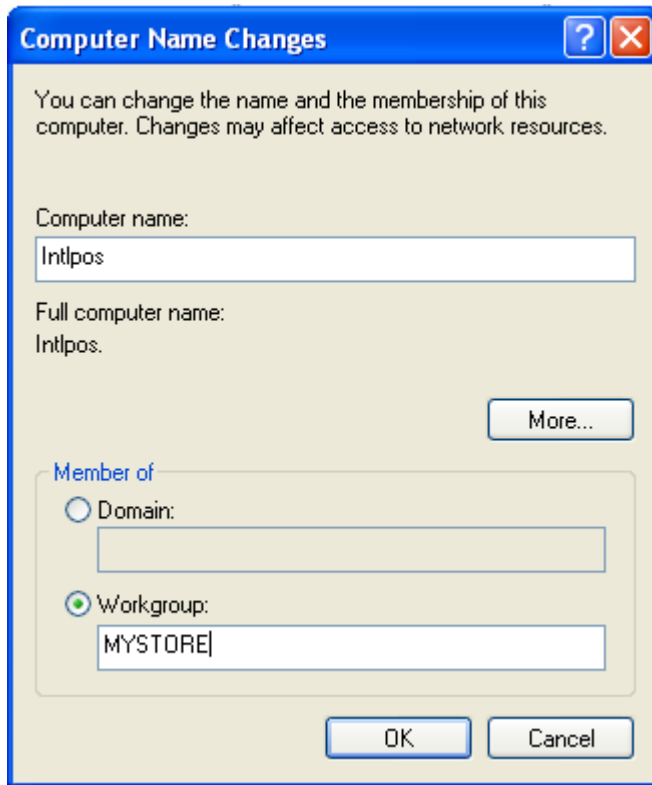 Computer Name Changes
You can change the name and the membership of this
computer. Changes may affect access to network resources.
Computer name:
Intlpos
Full computer name:
Intlpos.
More...
Member of
Domain:
Workgroup:
MYSTORE
OK Cancel